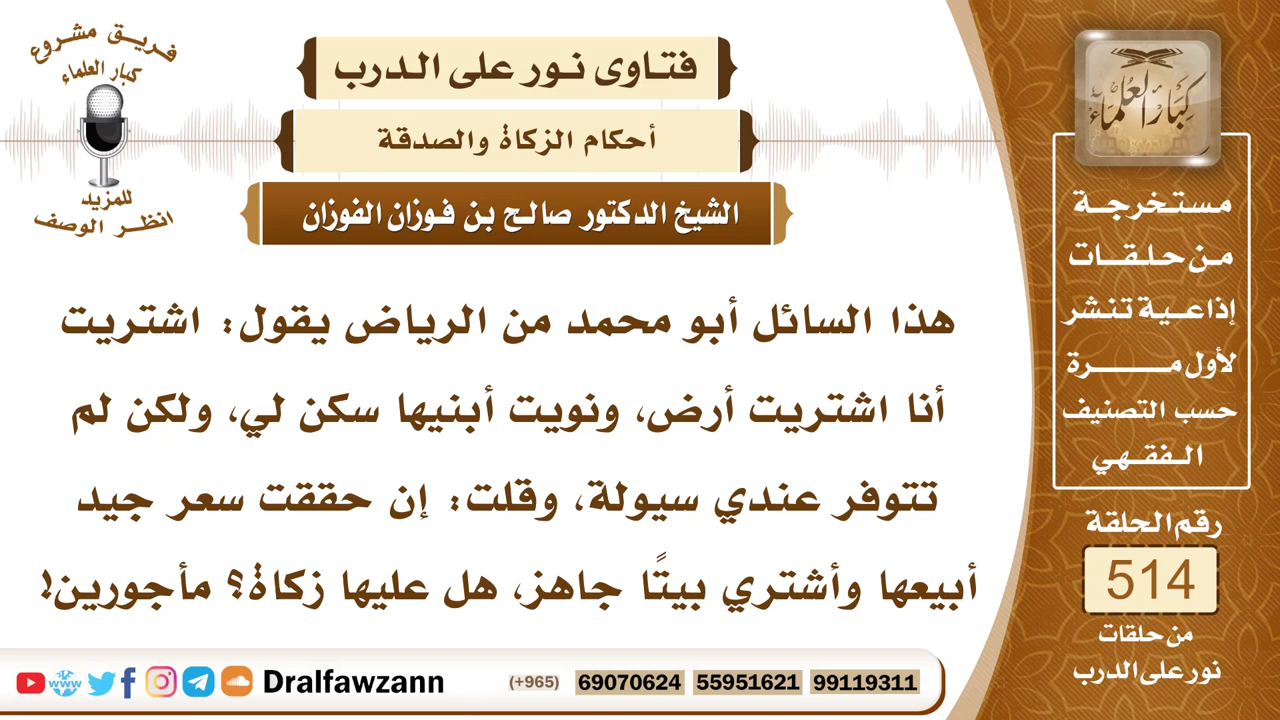 فريق مشروع
كبار العلماء
للمزيد
انظر الوصف
فتاوى نور على الدرب
أحكام الزكاة والصدقة
الشيخ الدكتور صالح بن فوزان الفوزان
هذا السائل أبو محمد من الرياض يقول: اشتريت
أنا اشتريت أرض، ونويت أبنيها سكن لي، ولكن لم
تتوفر عندي سيولة، وقلت: إن حققت سعر جيد
أبيعها وأشتري بيتًا جاهز، هل عليها زكاة؟ مأجورين!
كبار العلماء
مستخرجة
من حلقات
إذاعية تنشر
لأول مرة
حسب التصنيف
الفقهي
رقم الحلقة
514
من حلقات
نور على الدرب
www Dralfawzann (+965) 69070624 55951621 99119311